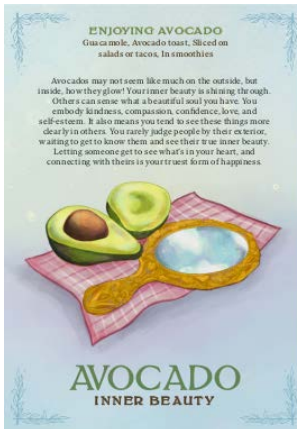 ENJOYING AVOCADO
Guacamole, Avocado toast, Sliced on
salads or tacos, In smoothies
Avocados may not seem like much on the outside, but
inside, how they glow! Your inner beauty is shining through.
Others can sense what a beautiful soul you have. You
embody kindness, compassion, confidence, love, and
self-esteem. It also means you tend to see these things more
clearly in others. You rarely judge people by their exterior,
waiting to get to know them and see their true inner beauty.
Letting someone get to see what's in your heart, and
connecting with theirs is your truest form of happiness.
AVOCADO
INNER BEAUTY